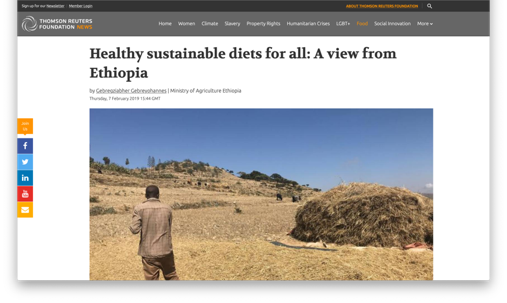 Sign up for our Newsletter Member Login
ABOUT THOMSON REUTERS FOUNDATION
THOMSON REUTERS
FOUNDATION NEWS
Home Women Climate Slavery Property Rights Humanitarian Crises LGBT+ Food Social Innovation More
Healthy sustainable diets for all: A view from
Ethiopia
by Gebregziabher Gebreyohannes | Ministry of Agriculture Ethiopia
Thursday, 7 February 2019 15:44 GMT